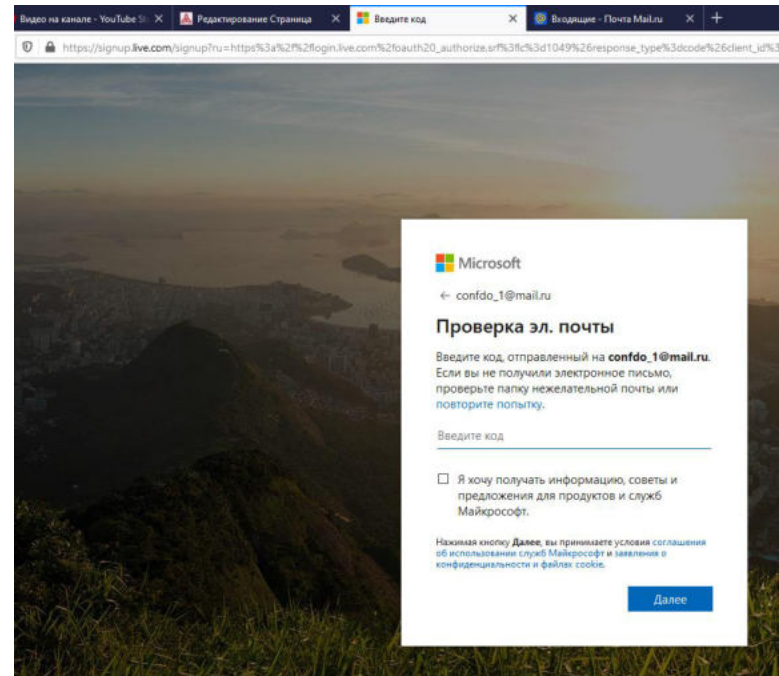 Видео на канале - YouTube St
Редактирование Страница
Введите код
Входящие - Почта Mail.ru
https://signup.live.com/signup?ru=https%3a%2f%2flogin.live.com%2foauth20_authorize.srf%3flc%3d1049%26response_type%3dcode%26client_id%3
Microsoft
← confdo_1@mail.ru
Проверка эл. почты
Введите код, отправленный на confdo_1@mail.ru.
Если вы не получили электронное письмо,
проверьте папку нежелательной почты или
повторите попытку.
Введите код
Я хочу получать информацию, советы и
предложения для продуктов и служб
Майкрософт.
Нажимая кнопку Далее, вы принимаете условия соглашения
об использовании служб Майкрософт и заявления о
конфиденциальности и файлах cookie.
Далее